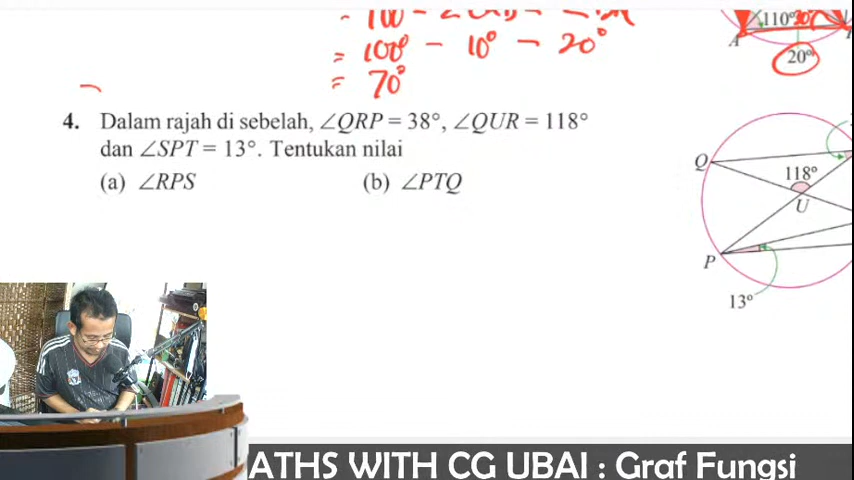 = 100° - 10° - 20°
= 70°
110° 30°
A
20°
4. Dalam rajah di sebelah, ∠QRP = 38°, ∠QUR = 118°
dan ∠SPT = 13°. Tentukan nilai
(a) ∠RPS (b) ∠PTQ
Q
118°
U
P
13°
ATHS WITH CG UBAI : Graf Fungsi